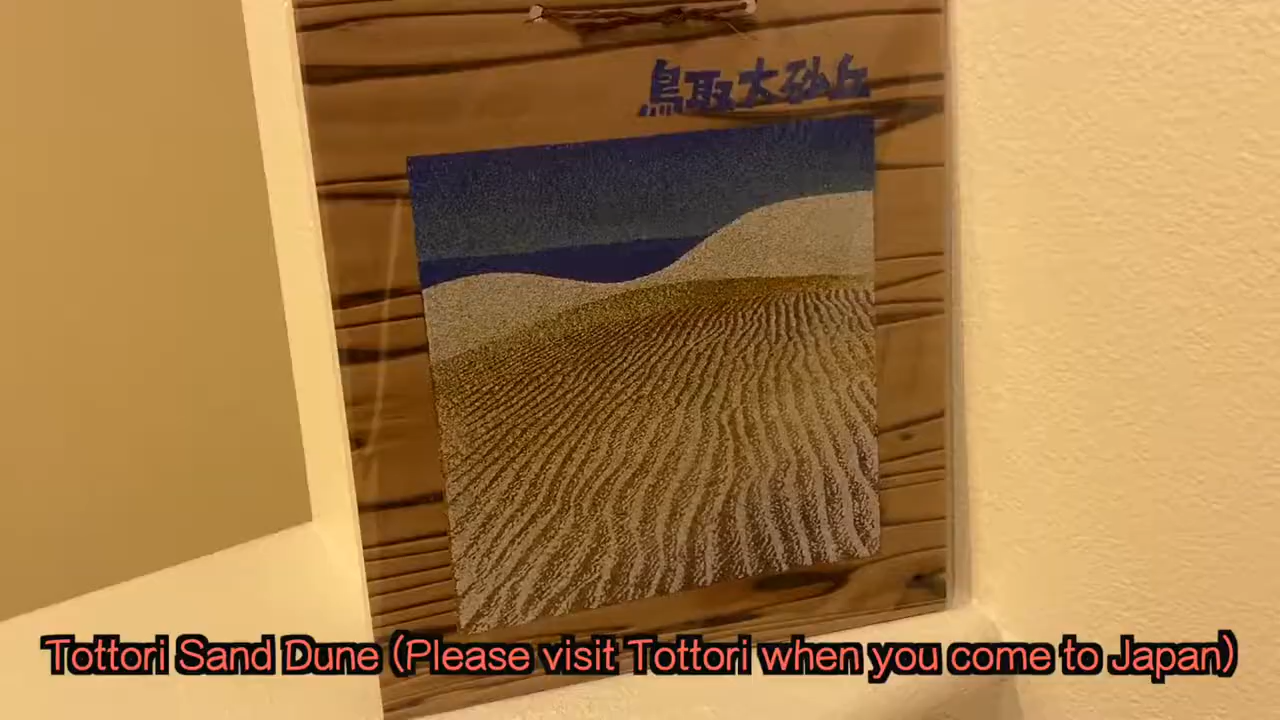 鳥取大砂丘
Tottori Sand Dune (Please visit Tottori when you come to Japan)